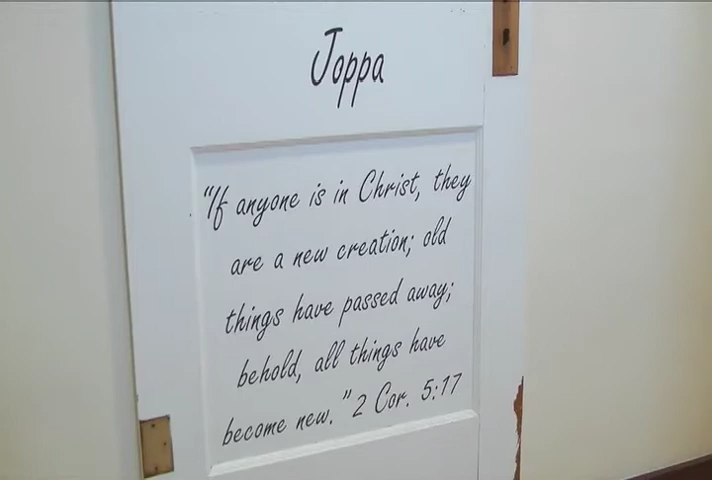 Joppa
"If anyone is in Christ, they
are a new creation; old
things have passed away;
behold, all things have
become new." 2 Cor. 5:17